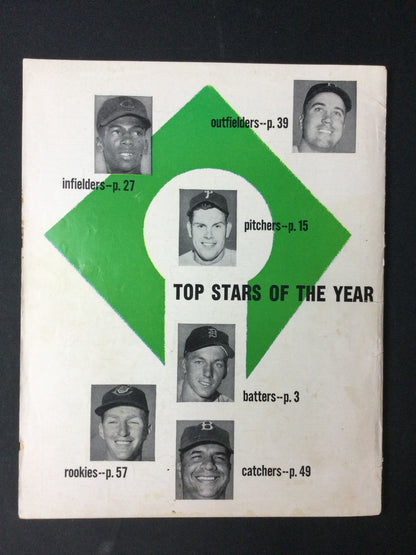 outfielders--p. 39
infielders--p. 27
pitchers--p. 15
TOP STARS OF THE YEAR
batters--p. 3
rookies--p. 57
catchers--p. 49